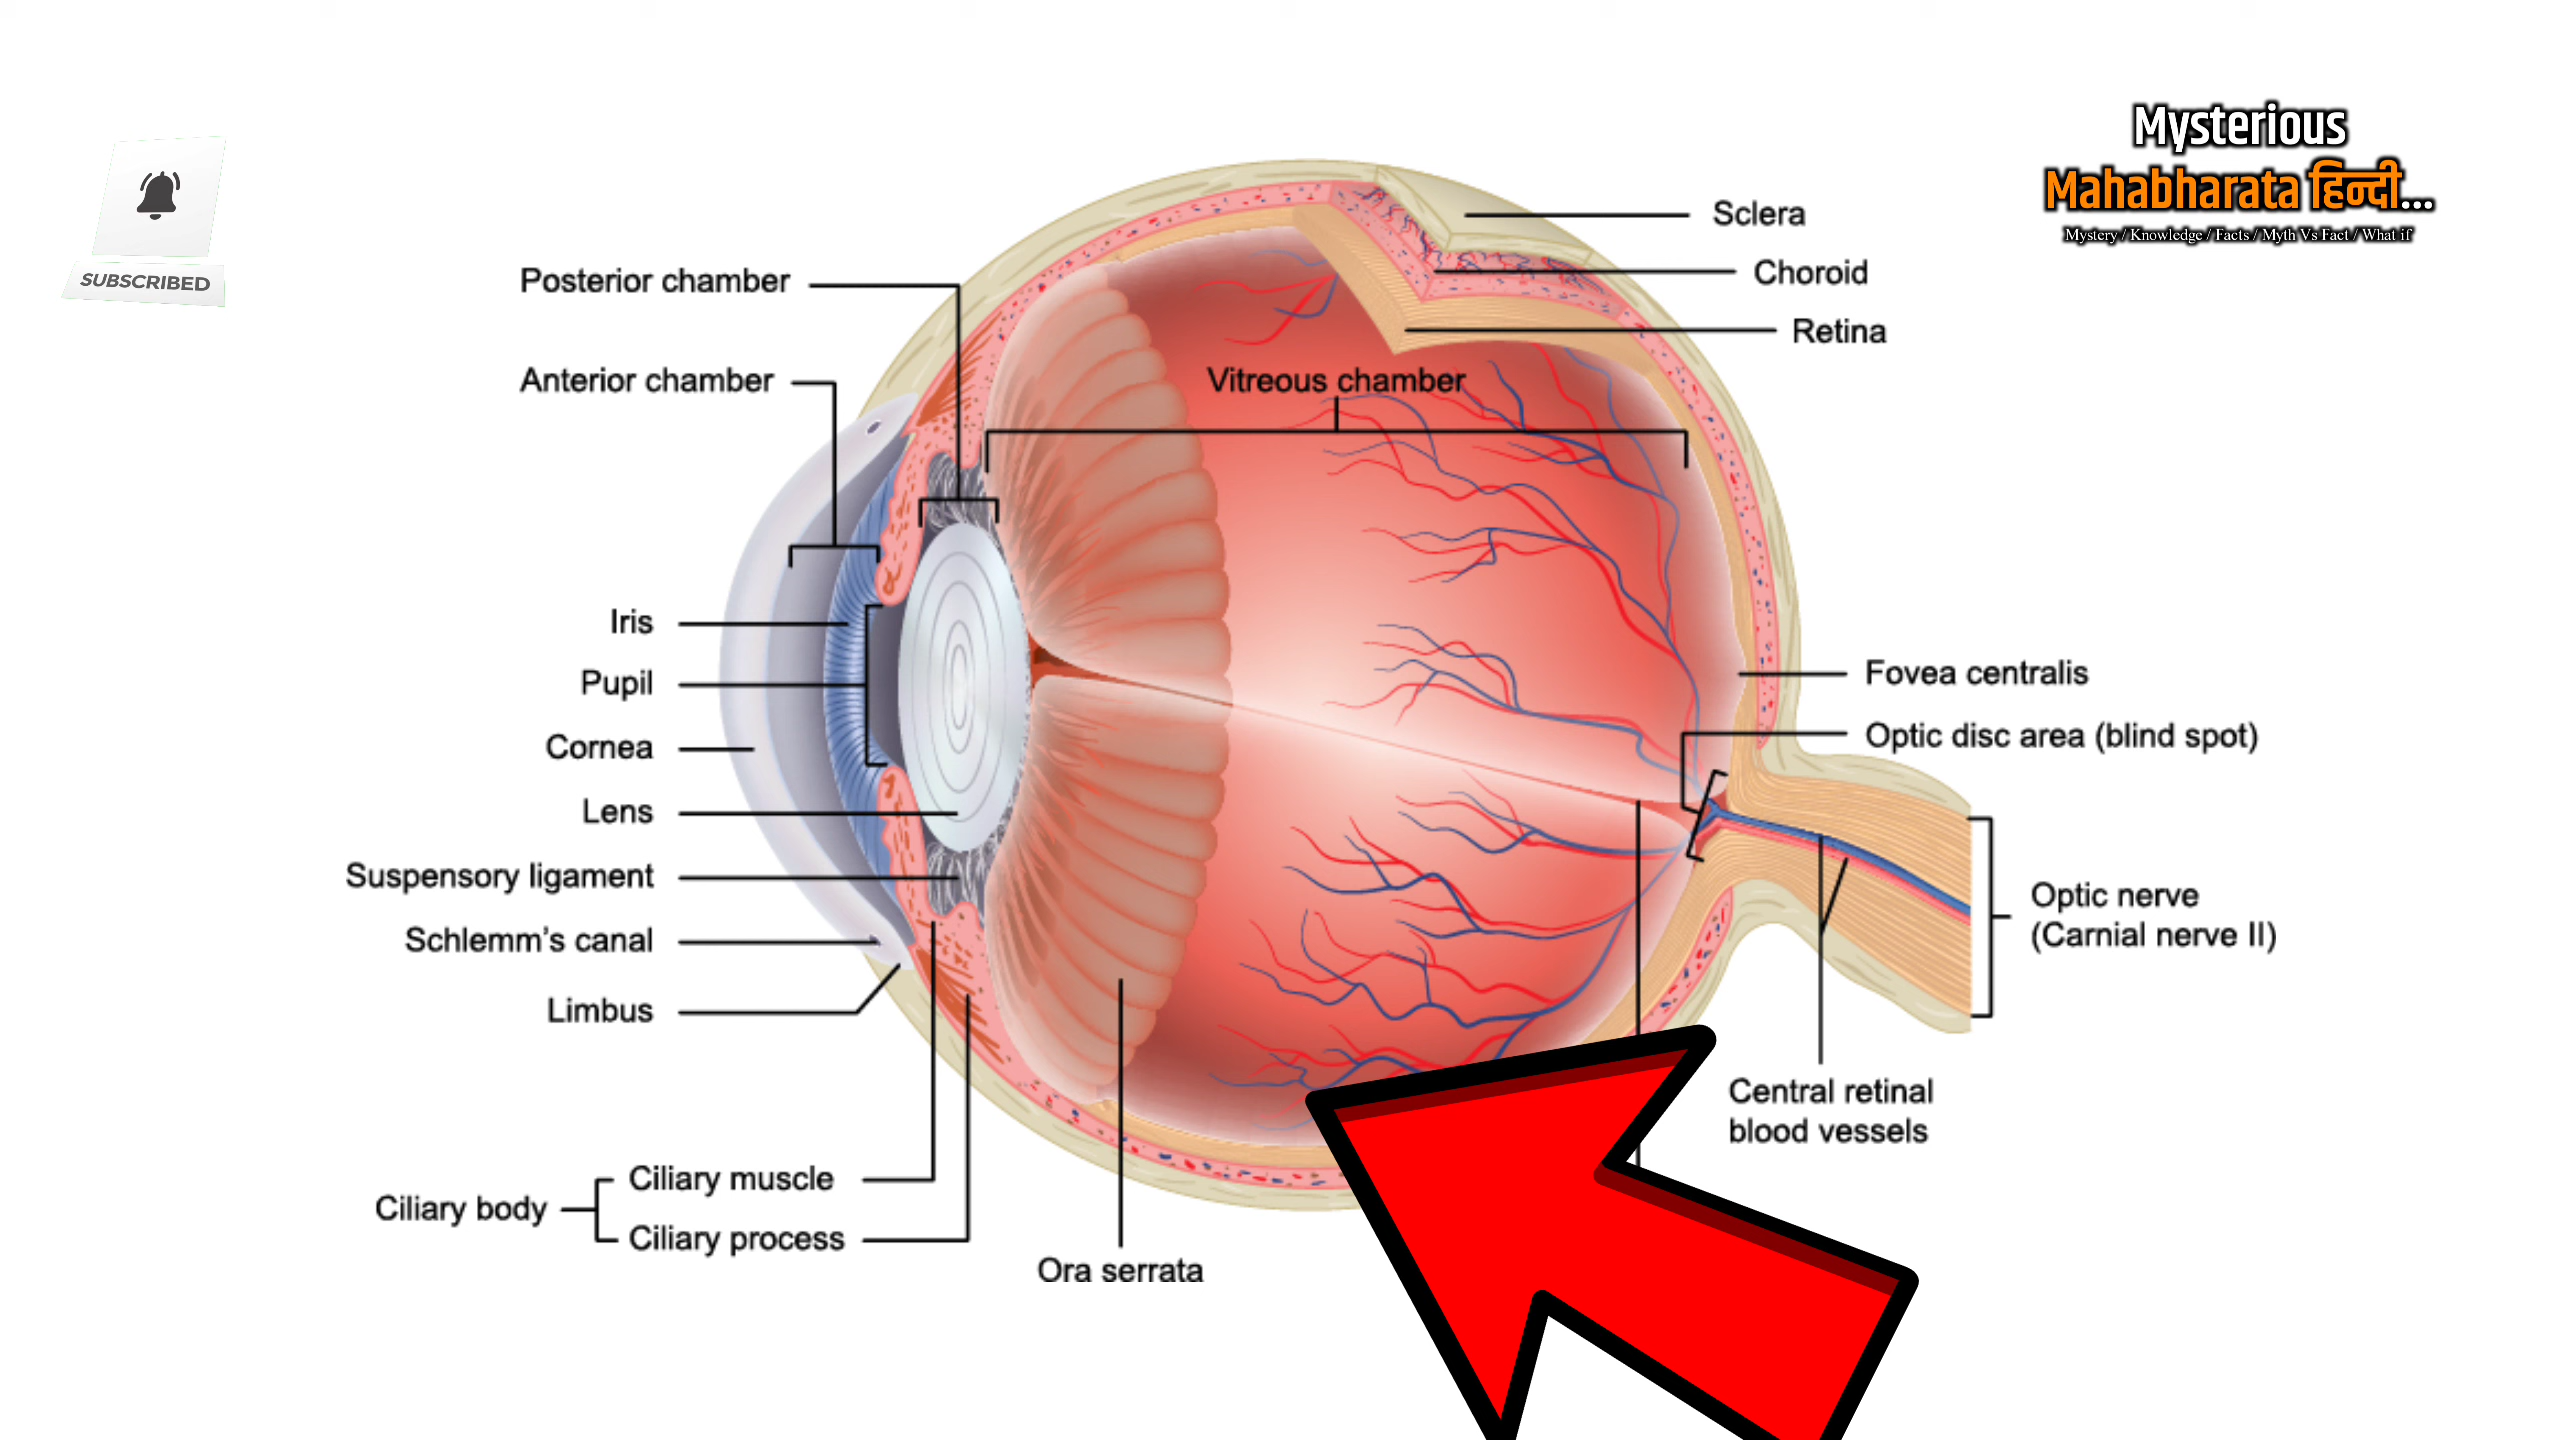 SUBSCRIBED
Mysterious
Mahabharata हिन्दी...
Mystery / Knowledge / Facts / Myth Vs Fact / What if
Sclera
Choroid
Retina
Posterior chamber
Anterior chamber
Vitreous chamber
Iris
Pupil
Cornea
Lens
Suspensory ligament
Schlemm's canal
Limbus
Fovea centralis
Optic disc area (blind spot)
Optic nerve
(Carnial nerve II)
Central retinal
blood vessels
Ciliary body
Ciliary muscle
Ciliary process
Ora serrata